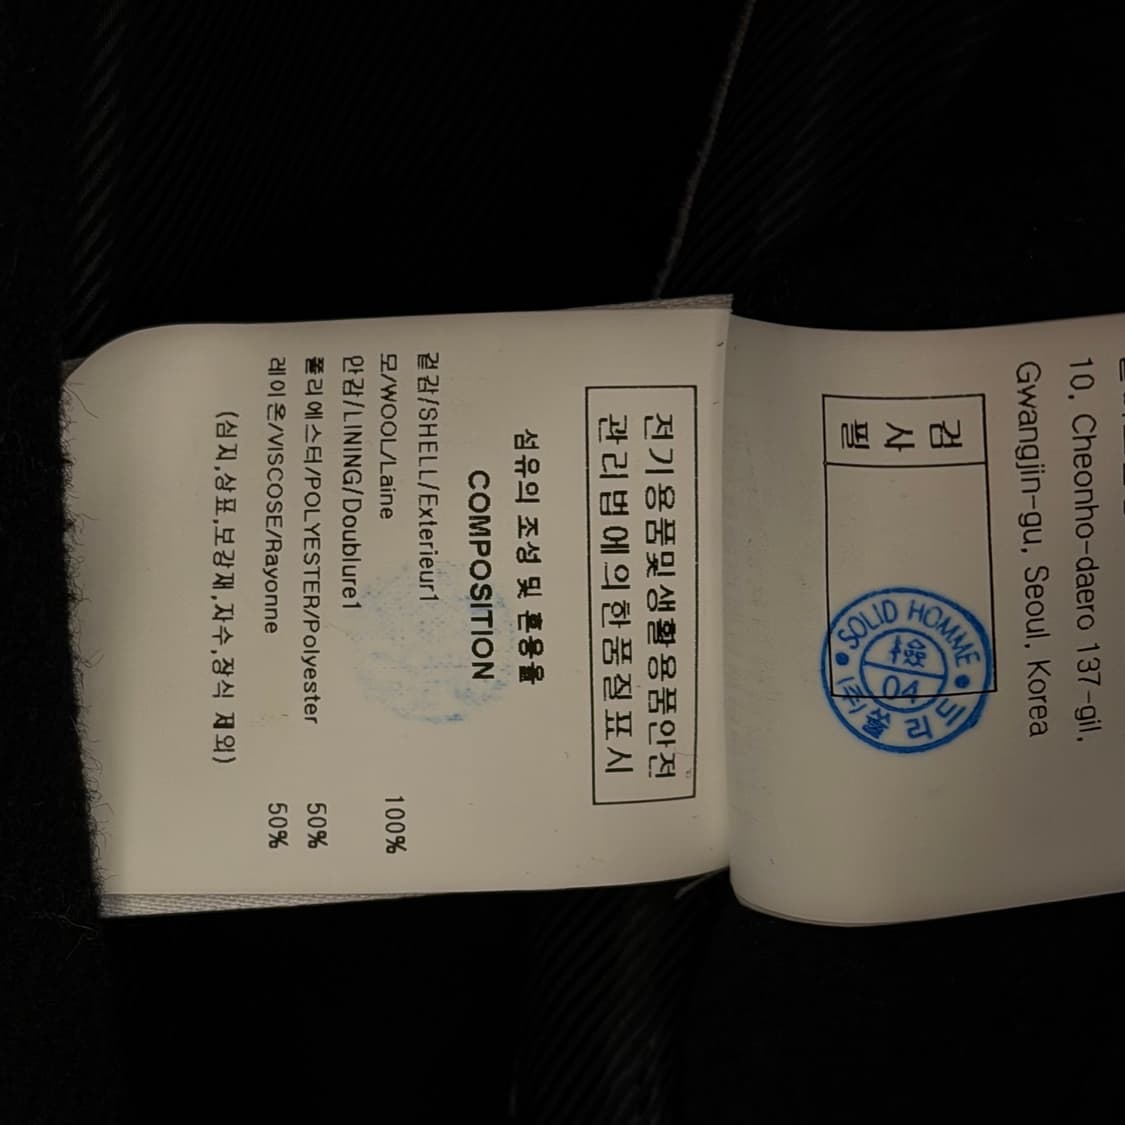 10, Cheonho-daero 137-gil,
Gwangjin-gu, Seoul, Korea
검사필
SOLID HOMME
檢
04
전기용품및생활용품안전
관리법에의한품질표시
섬유의 조성 및 혼용율
COMPOSITION
겉감/SHELL/Exterieur1
모/WOOL/Laine 100%
안감/LINING/Doublure1
폴리에스터/POLYESTER/Polyester 50%
레이온/VISCOSE/Rayonne 50%
(심지,상표,보강재,자수,장식 제외)